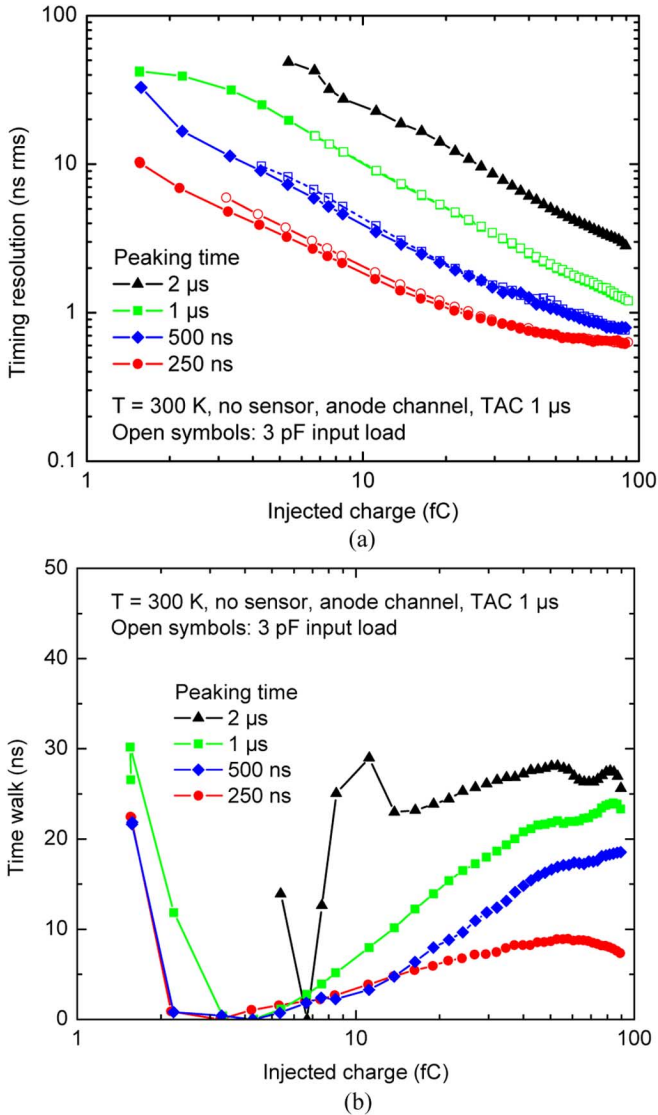 100
10
1
0.1
Timing resolution (ns rms)
Peaking time
2 µs
1 µs
500 ns
250 ns
T = 300 K, no sensor, anode channel, TAC 1 µs
Open symbols: 3 pF input load
1 10 100
Injected charge (fC)
(a)
50
40
30
20
10
0
Time walk (ns)
T = 300 K, no sensor, anode channel, TAC 1 µs
Open symbols: 3 pF input load
Peaking time
2 µs
1 µs
500 ns
250 ns
1 10 100
Injected charge (fC)
(b)